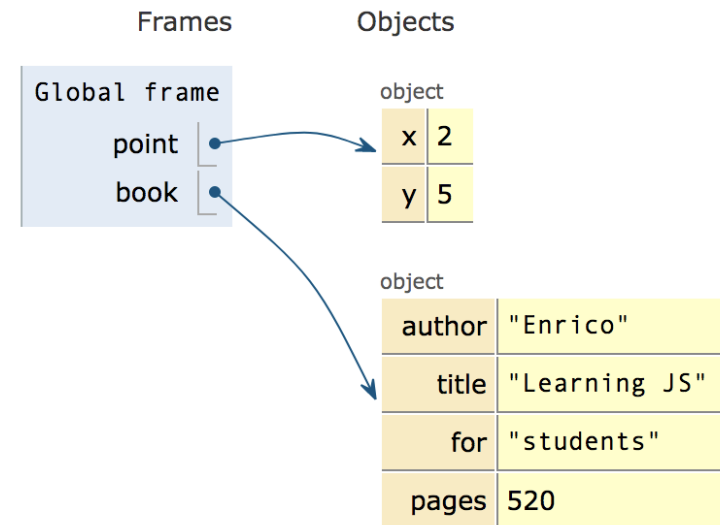 Frames Objects
Global frame
point
book
object
x 2
y 5
object
author "Enrico"
title "Learning JS"
for "students"
pages 520